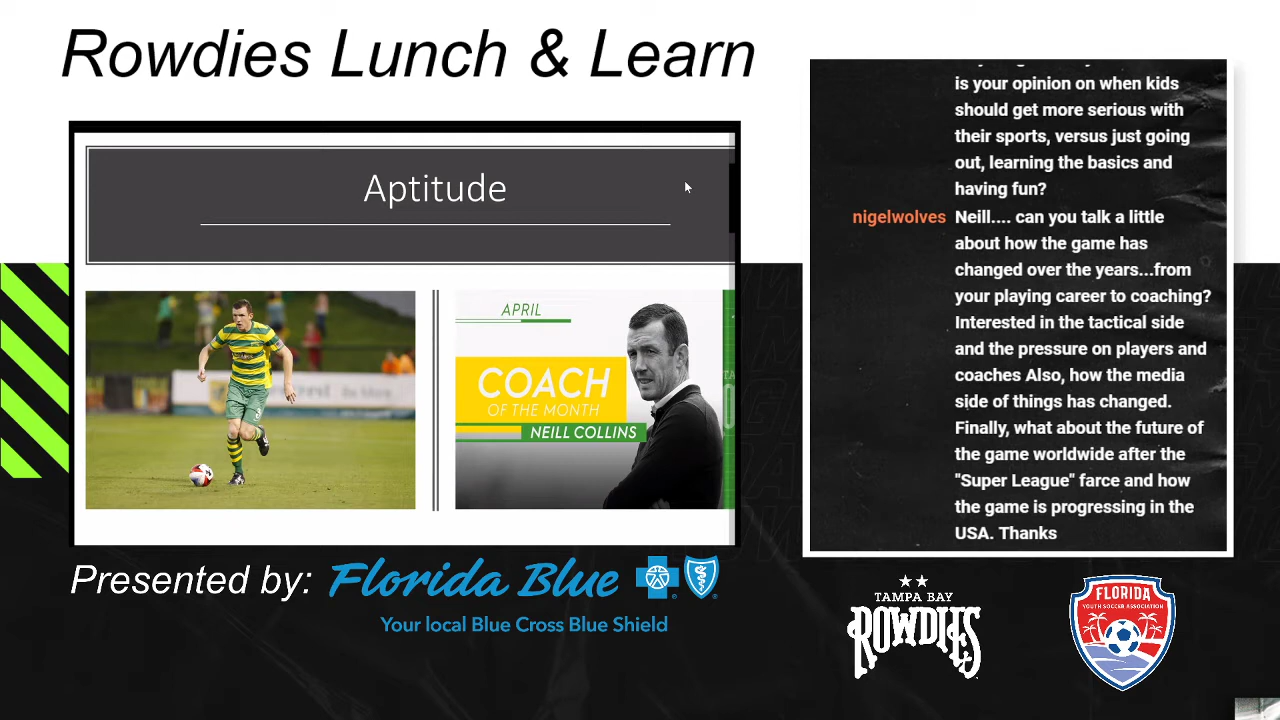 Rowdies Lunch & Learn
Aptitude
APRIL
COACH
OF THE MONTH
NEILL COLLINS
is your opinion on when kids
should get more serious with
their sports, versus just going
out, learning the basics and
having fun?
nigelwolves Neill.... can you talk a little
about how the game has
changed over the years...from
your playing career to coaching?
Interested in the tactical side
and the pressure on players and
coaches Also, how the media
side of things has changed.
Finally, what about the future of
the game worldwide after the
"Super League" farce and how
the game is progressing in the
USA. Thanks
Presented by: Florida Blue
Your local Blue Cross Blue Shield
TAMPA BAY
ROWDIES
FLORIDA
YOUTH SOCCER ASSOCIATION